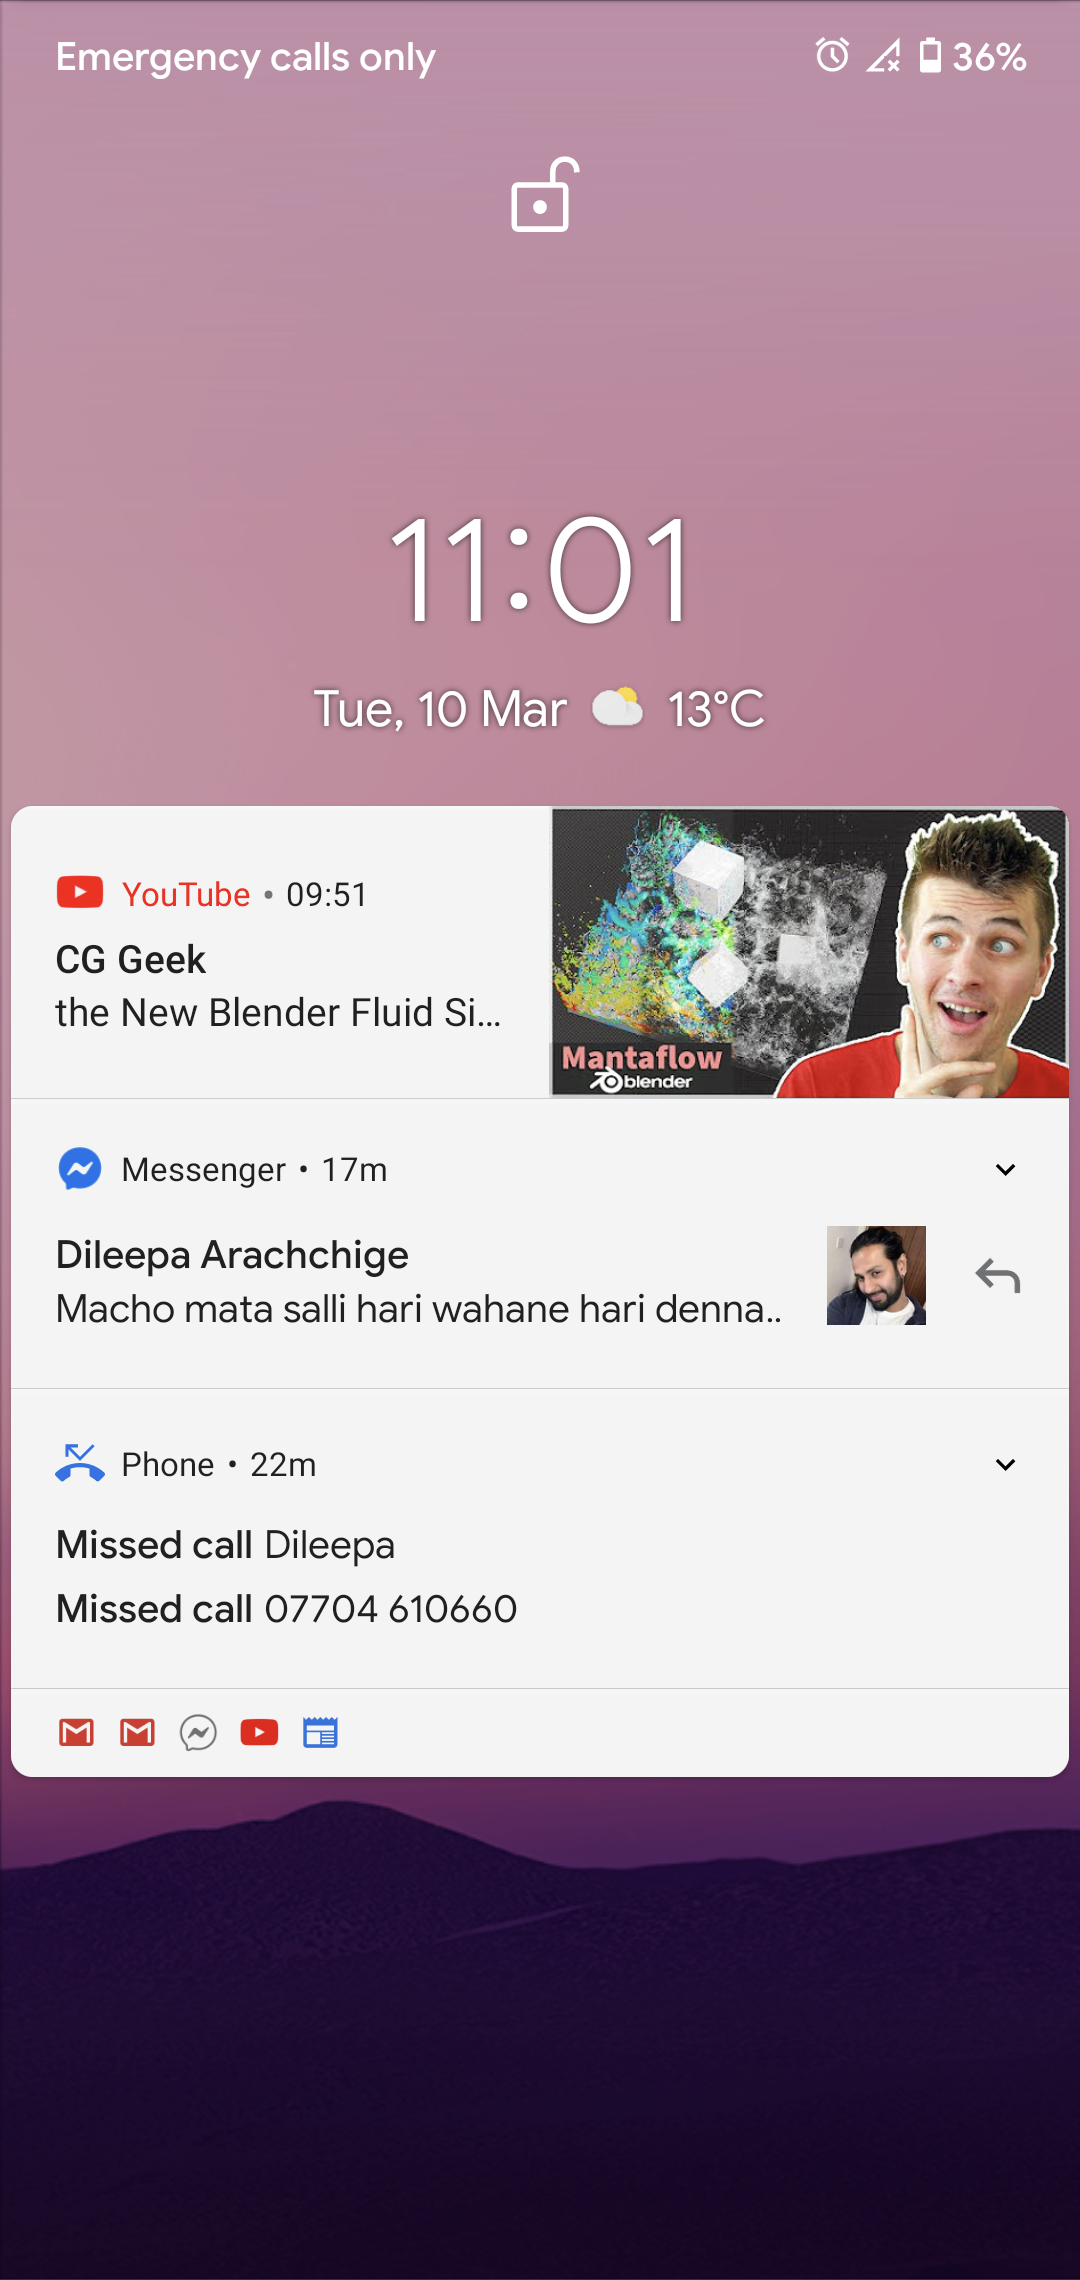 Emergency calls only
36%
11:01
Tue, 10 Mar 13°C
YouTube • 09:51
CG Geek
the New Blender Fluid Si...
Mantaflow
blender
Messenger • 17m
Dileepa Arachchige
Macho mata salli hari wahane hari denna..
Phone • 22m
Missed call Dileepa
Missed call 07704 610660